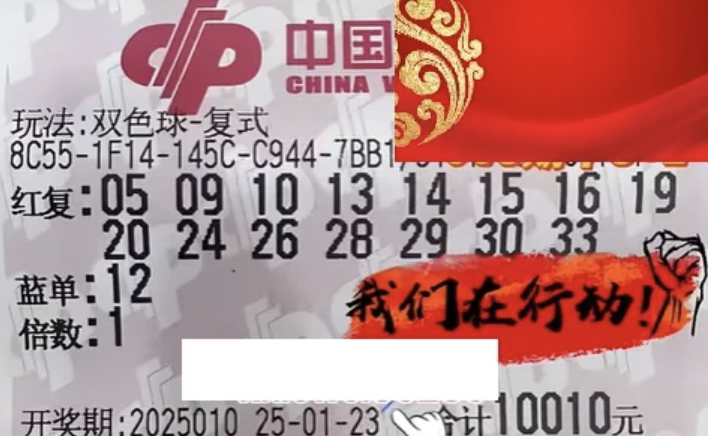 中国
CHINA
玩法:双色球-复式
8C55-1F14-145C-C944-7BB1
红复:05 09 10 13 14 15 16 19
20 24 26 28 29 30 33
蓝单:12
我们在行动!
倍数:1
开奖期:2025010 25-01-23 合计10010元